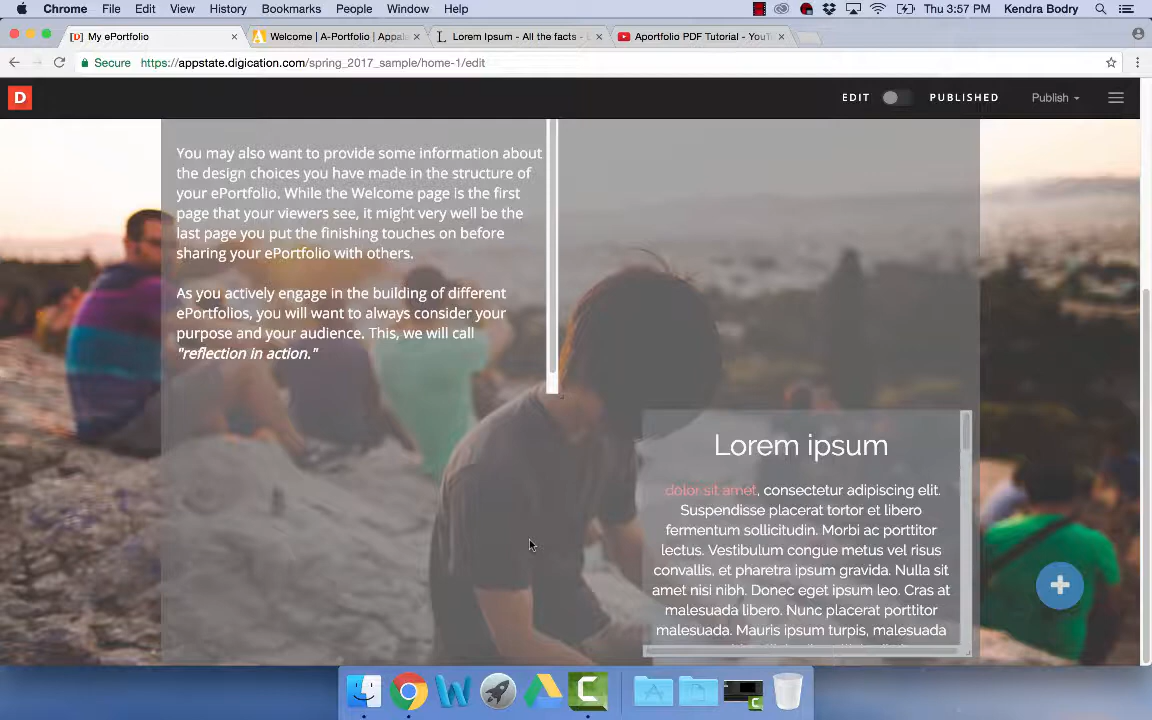 Chrome File Edit View History Bookmarks People Window Help Thu 3:57 PM Kendra Bodry
[D] My ePortfolio × Welcome | A-Portfolio | Appala × Lorem Ipsum - All the facts - L × Aportfolio PDF Tutorial - YouT ×
Secure https://appstate.digication.com/spring_2017_sample/home-1/edit
D EDIT PUBLISHED Publish
You may also want to provide some information about
the design choices you have made in the structure of
your ePortfolio. While the Welcome page is the first
page that your viewers see, it might very well be the
last page you put the finishing touches on before
sharing your ePortfolio with others.
As you actively engage in the building of different
ePortfolios, you will want to always consider your
purpose and your audience. This, we will call
"reflection in action."
Lorem ipsum
dolor sit amet, consectetur adipiscing elit.
Suspendisse placerat tortor et libero
fermentum sollicitudin. Morbi ac porttitor
lectus. Vestibulum congue metus vel risus
convallis, et pharetra ipsum gravida. Nulla sit
amet nisi nibh. Donec eget ipsum leo. Cras at
malesuada libero. Nunc placerat porttitor
malesuada. Mauris ipsum turpis, malesuada